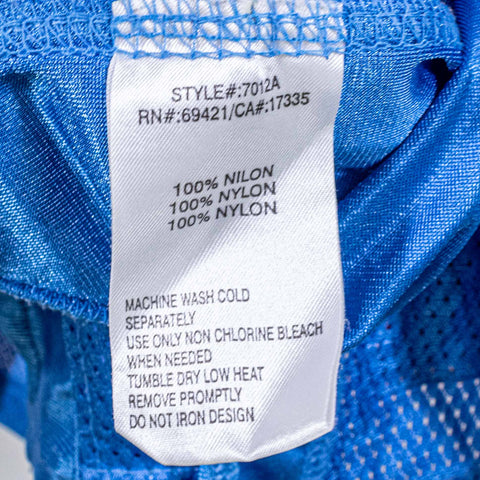 STYLE#:7012A
RN#:69421/CA#:17335
100% NILON
100% NYLON
100% NYLON
MACHINE WASH COLD
SEPARATELY
USE ONLY NON CHLORINE BLEACH
WHEN NEEDED
TUMBLE DRY LOW HEAT
REMOVE PROMPTLY
DO NOT IRON DESIGN